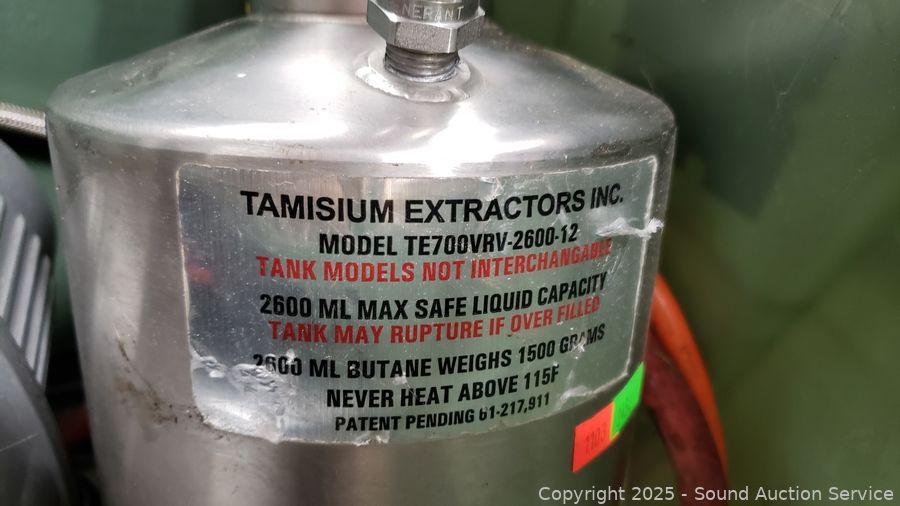 NERANT
TAMISIUM EXTRACTORS INC.
MODEL TE700VRV-2600-12
TANK MODELS NOT INTERCHANGABLE
2600 ML MAX SAFE LIQUID CAPACITY
TANK MAY RUPTURE IF OVER FILLED
2600 ML BUTANE WEIGHS 1500 GRAMS
NEVER HEAT ABOVE 115F
PATENT PENDING 61-217,911
1103
Copyright © 2025 - Sound Auction Service